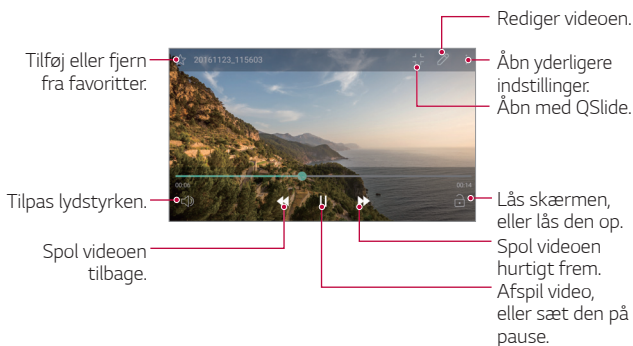 Rediger videoen.
Tilføj eller fjern
fra favoritter.
20161123_115603
Åbn yderligere
indstillinger.
Åbn med QSlide.
00:06
00:14
Tilpas lydstyrken.
Lås skærmen,
eller lås den op.
Spol videoen
tilbage.
Spol videoen
hurtigt frem.
Afspil video,
eller sæt den på
pause.